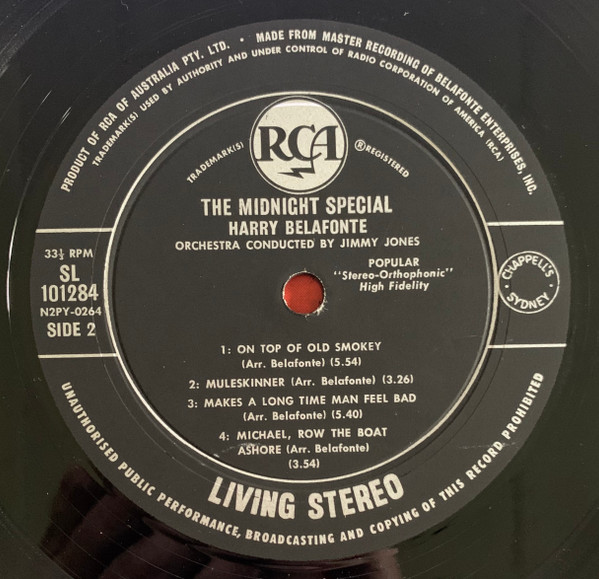 PRODUCT OF RCA OF AUSTRALIA PTY. LTD. • MADE FROM MASTER RECORDING OF BELAFONTE ENTERPRISES, INC.
TRADEMARK(S) USED BY AUTHORITY AND UNDER CONTROL OF RADIO CORPORATION OF AMERICA (RCA)
TRADEMARK(S) RCA ® REGISTERED
THE MIDNIGHT SPECIAL
HARRY BELAFONTE
ORCHESTRA CONDUCTED BY JIMMY JONES
33⅓ RPM
SL
101284
N2PY-0264
SIDE 2
POPULAR
"Stereo-Orthophonic"
High Fidelity
CHAPPELL'S
SYDNEY
1: ON TOP OF OLD SMOKEY
(Arr. Belafonte) (5.54)
2: MULESKINNER (Arr. Belafonte) (3.26)
3: MAKES A LONG TIME MAN FEEL BAD
(Arr. Belafonte) (5.40)
4: MICHAEL, ROW THE BOAT
ASHORE (Arr. Belafonte)
(3.54)
LIVING STEREO
UNAUTHORISED PUBLIC PERFORMANCE, BROADCASTING AND COPYING OF THIS RECORD PROHIBITED